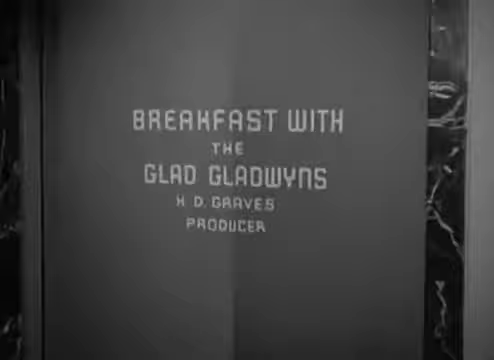 BREAKFAST WITH
THE
GLAD GLADWYNS
H. D. GRAVES
PRODUCER